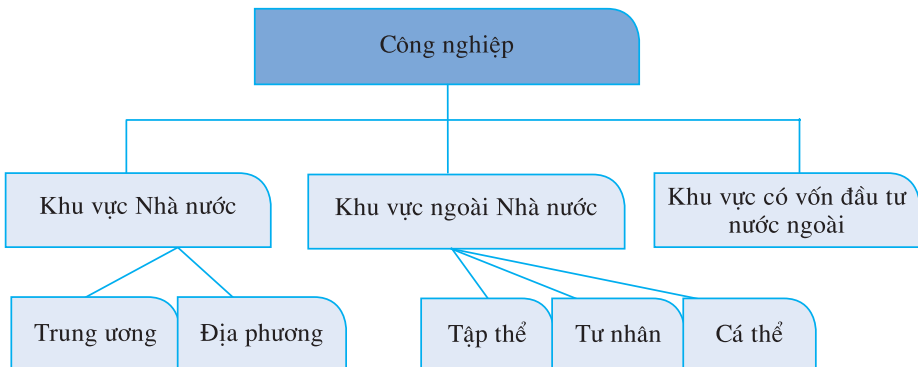 Công nghiệp
Khu vực Nhà nước
Khu vực ngoài Nhà nước
Khu vực có vốn đầu tư
nước ngoài
Trung ương
Địa phương
Tập thể
Tư nhân
Cá thể